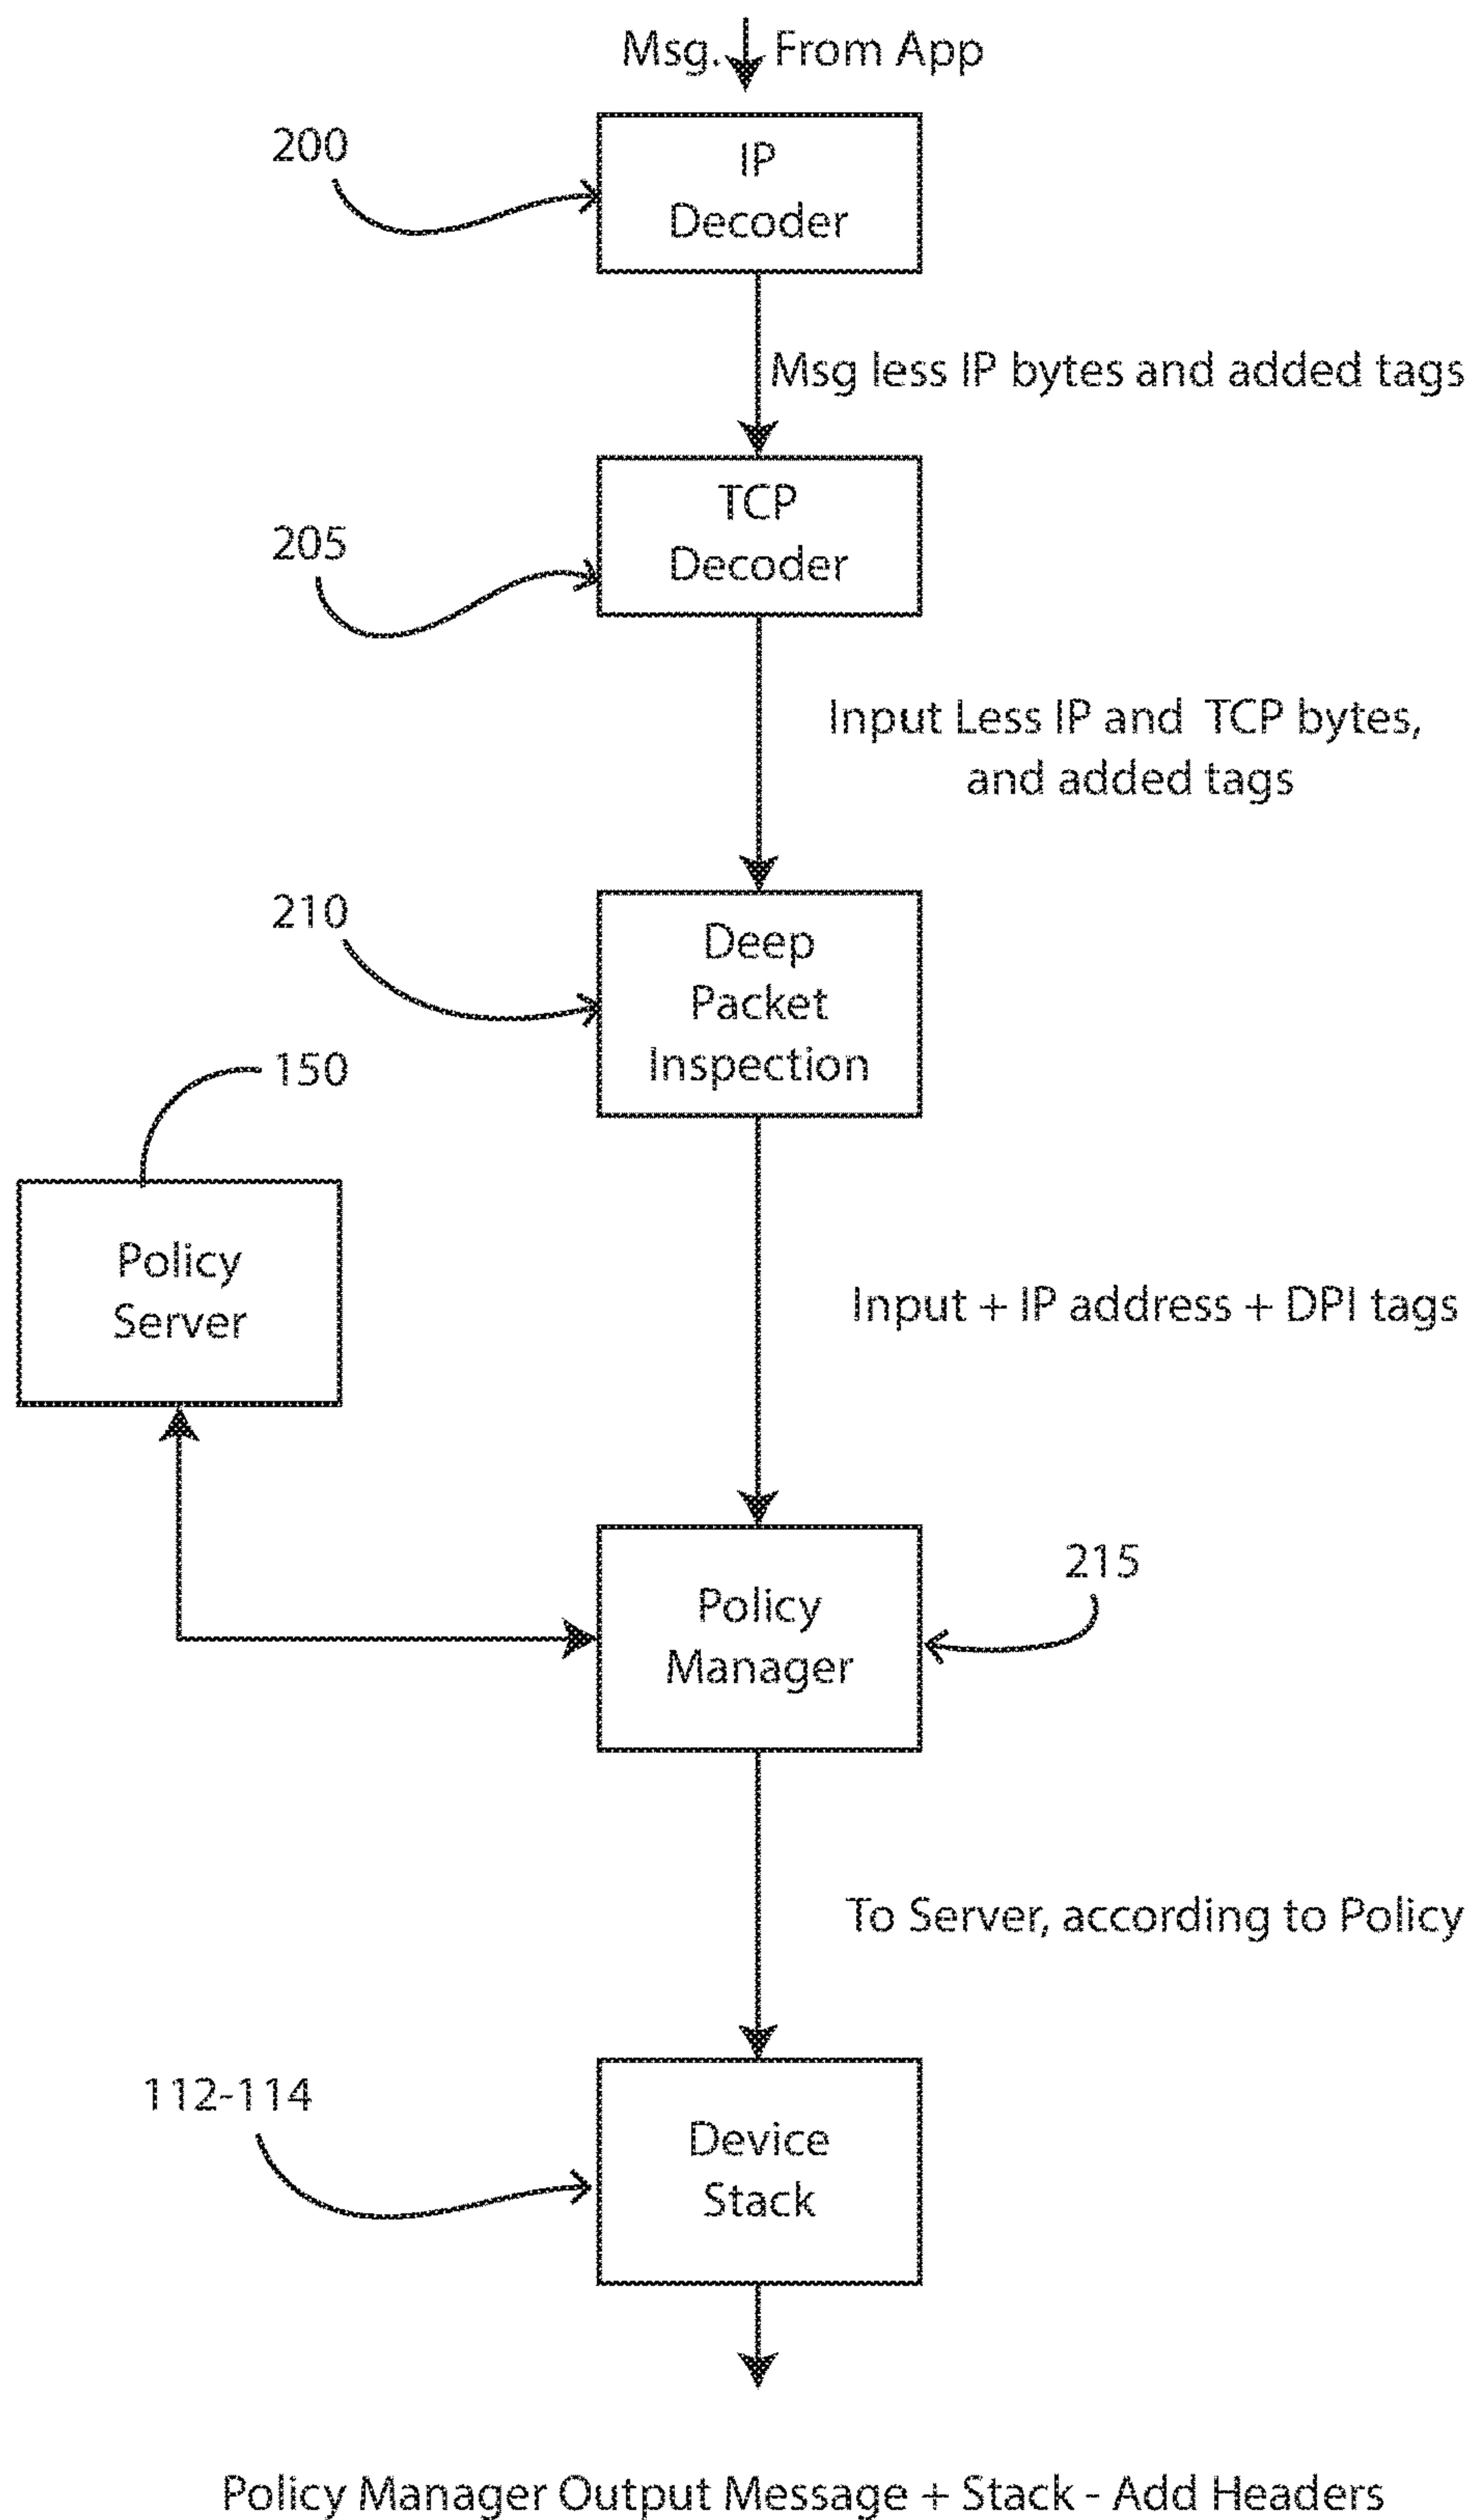 Msg. From App
200
IP
Decoder
Msg less IP bytes and added tags
205
TCP
Decoder
Input Less IP and TCP bytes,
and added tags
210
Deep
Packet
Inspection
150
Policy
Server
Input + IP address + DPI tags
215
Policy
Manager
To Server, according to Policy
112-114
Device
Stack
Policy Manager Output Message + Stack - Add Headers